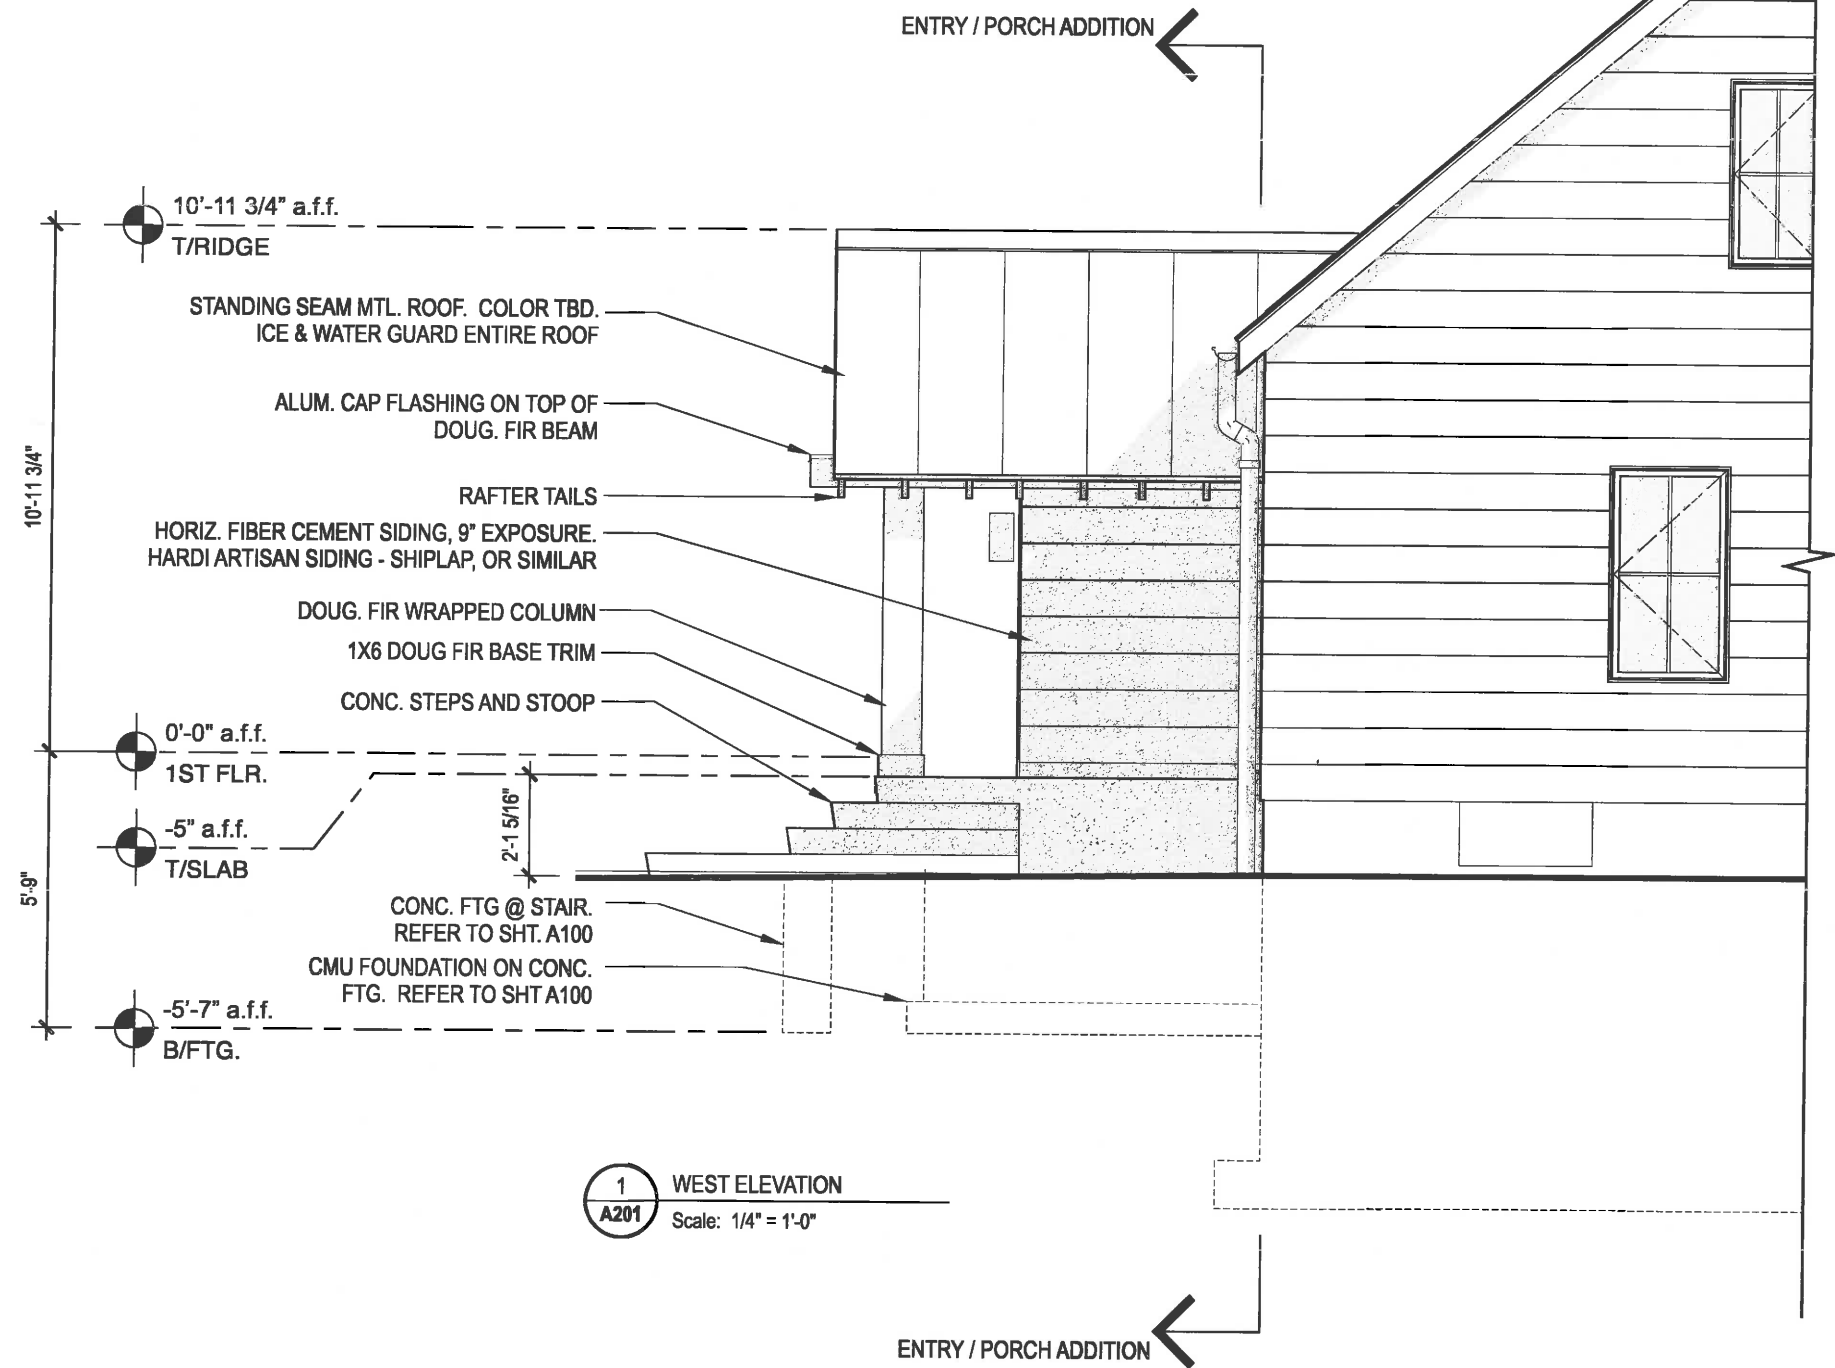 ENTRY / PORCH ADDITION
10'-11 3/4" a.f.f.
T/RIDGE
STANDING SEAM MTL. ROOF. COLOR TBD.
ICE & WATER GUARD ENTIRE ROOF
ALUM. CAP FLASHING ON TOP OF
DOUG. FIR BEAM
10'-11 3/4"
RAFTER TAILS
HORIZ. FIBER CEMENT SIDING, 9" EXPOSURE.
HARDI ARTISAN SIDING - SHIPLAP, OR SIMILAR
DOUG. FIR WRAPPED COLUMN
1X6 DOUG FIR BASE TRIM
CONC. STEPS AND STOOP
0'-0" a.f.f.
1ST FLR.
2'-1 5/16"
-5" a.f.f.
T/SLAB
5'-9"
CONC. FTG @ STAIR.
REFER TO SHT. A100
CMU FOUNDATION ON CONC.
FTG. REFER TO SHT A100
-5'-7" a.f.f.
B/FTG.
1
A201
WEST ELEVATION
Scale: 1/4" = 1'-0"
ENTRY / PORCH ADDITION